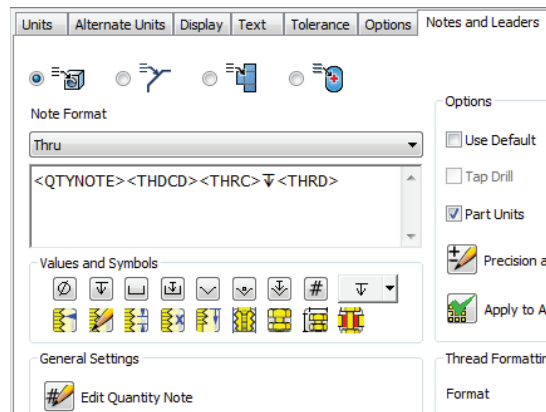 Units Alternate Units Display Text Tolerance Options Notes and Leaders
Note Format
Thru
<QTYNOTE><THDCD><THRC>↧<THRD>
Options
Use Default
Tap Drill
Part Units
Precision a
Apply to A
Values and Symbols
General Settings
Edit Quantity Note
Thread Formattin
Format